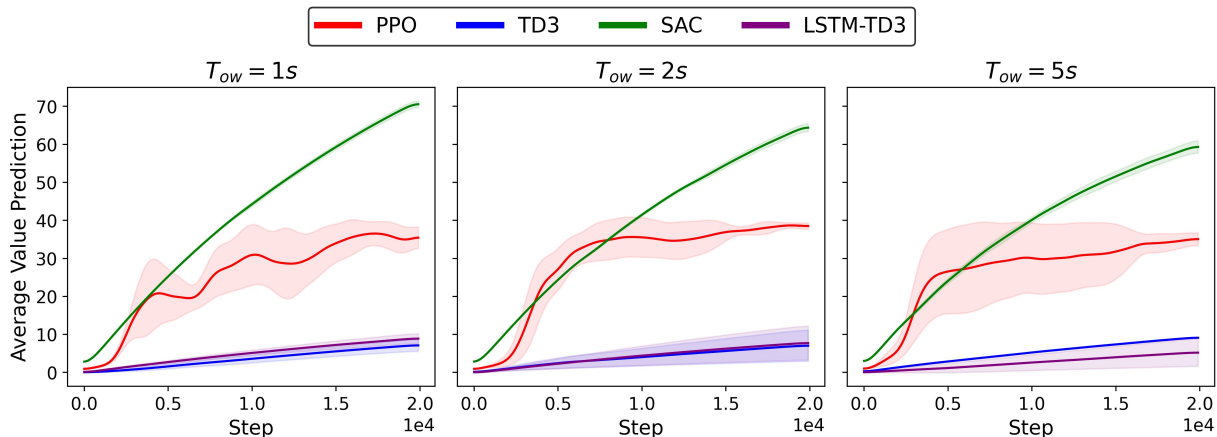 PPO TD3 SAC LSTM-TD3
T_ow = 1s T_ow = 2s T_ow = 5s
Average Value Prediction
70
60
50
40
30
20
10
0
0.0 0.5 1.0 1.5 2.0 0.0 0.5 1.0 1.5 2.0 0.0 0.5 1.0 1.5 2.0
Step 1e4 Step 1e4 Step 1e4